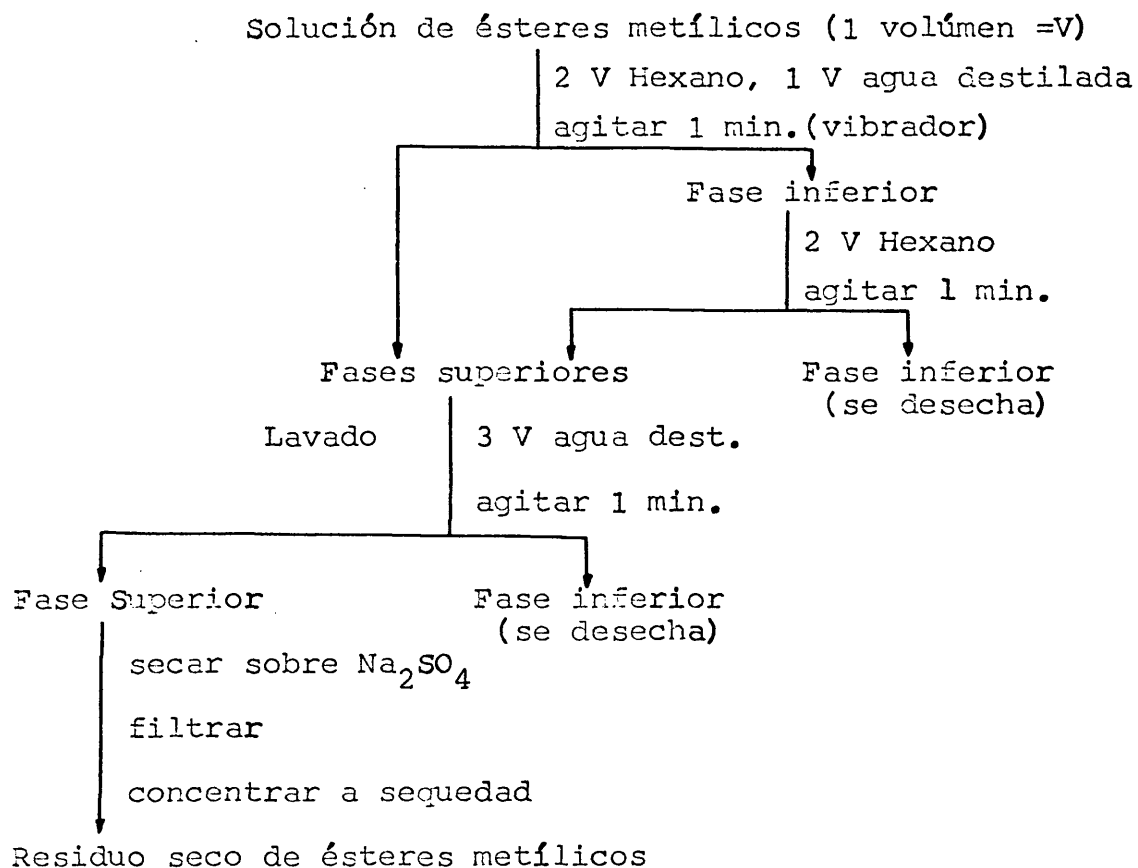 Solución de ésteres metílicos (1 volúmen =V)
2 V Hexano, 1 V agua destilada
agitar 1 min.(vibrador)
Fase inferior
2 V Hexano
agitar 1 min.
Fases superiores
Fase inferior
(se desecha)
Lavado
3 V agua dest.
agitar 1 min.
Fase Superior
Fase inferior
(se desecha)
secar sobre Na₂SO₄
filtrar
concentrar a sequedad
Residuo seco de ésteres metílicos